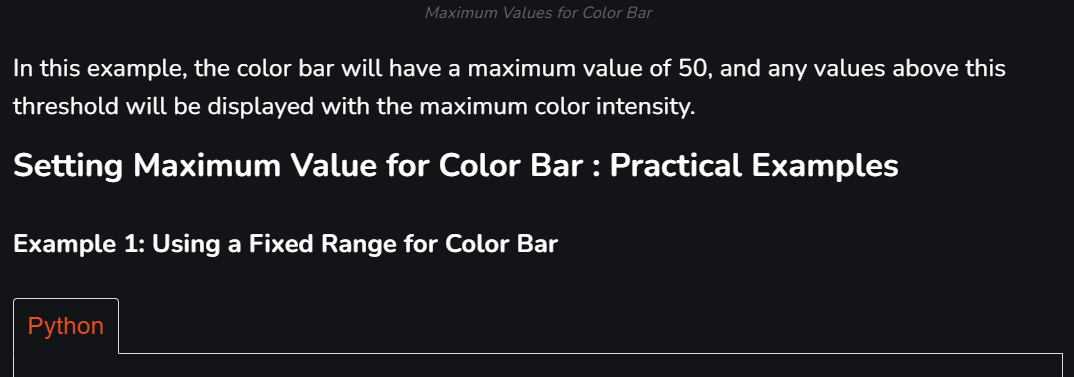 Maximum Values for Color Bar
In this example, the color bar will have a maximum value of 50, and any values above this
threshold will be displayed with the maximum color intensity.
Setting Maximum Value for Color Bar : Practical Examples
Example 1: Using a Fixed Range for Color Bar
Python